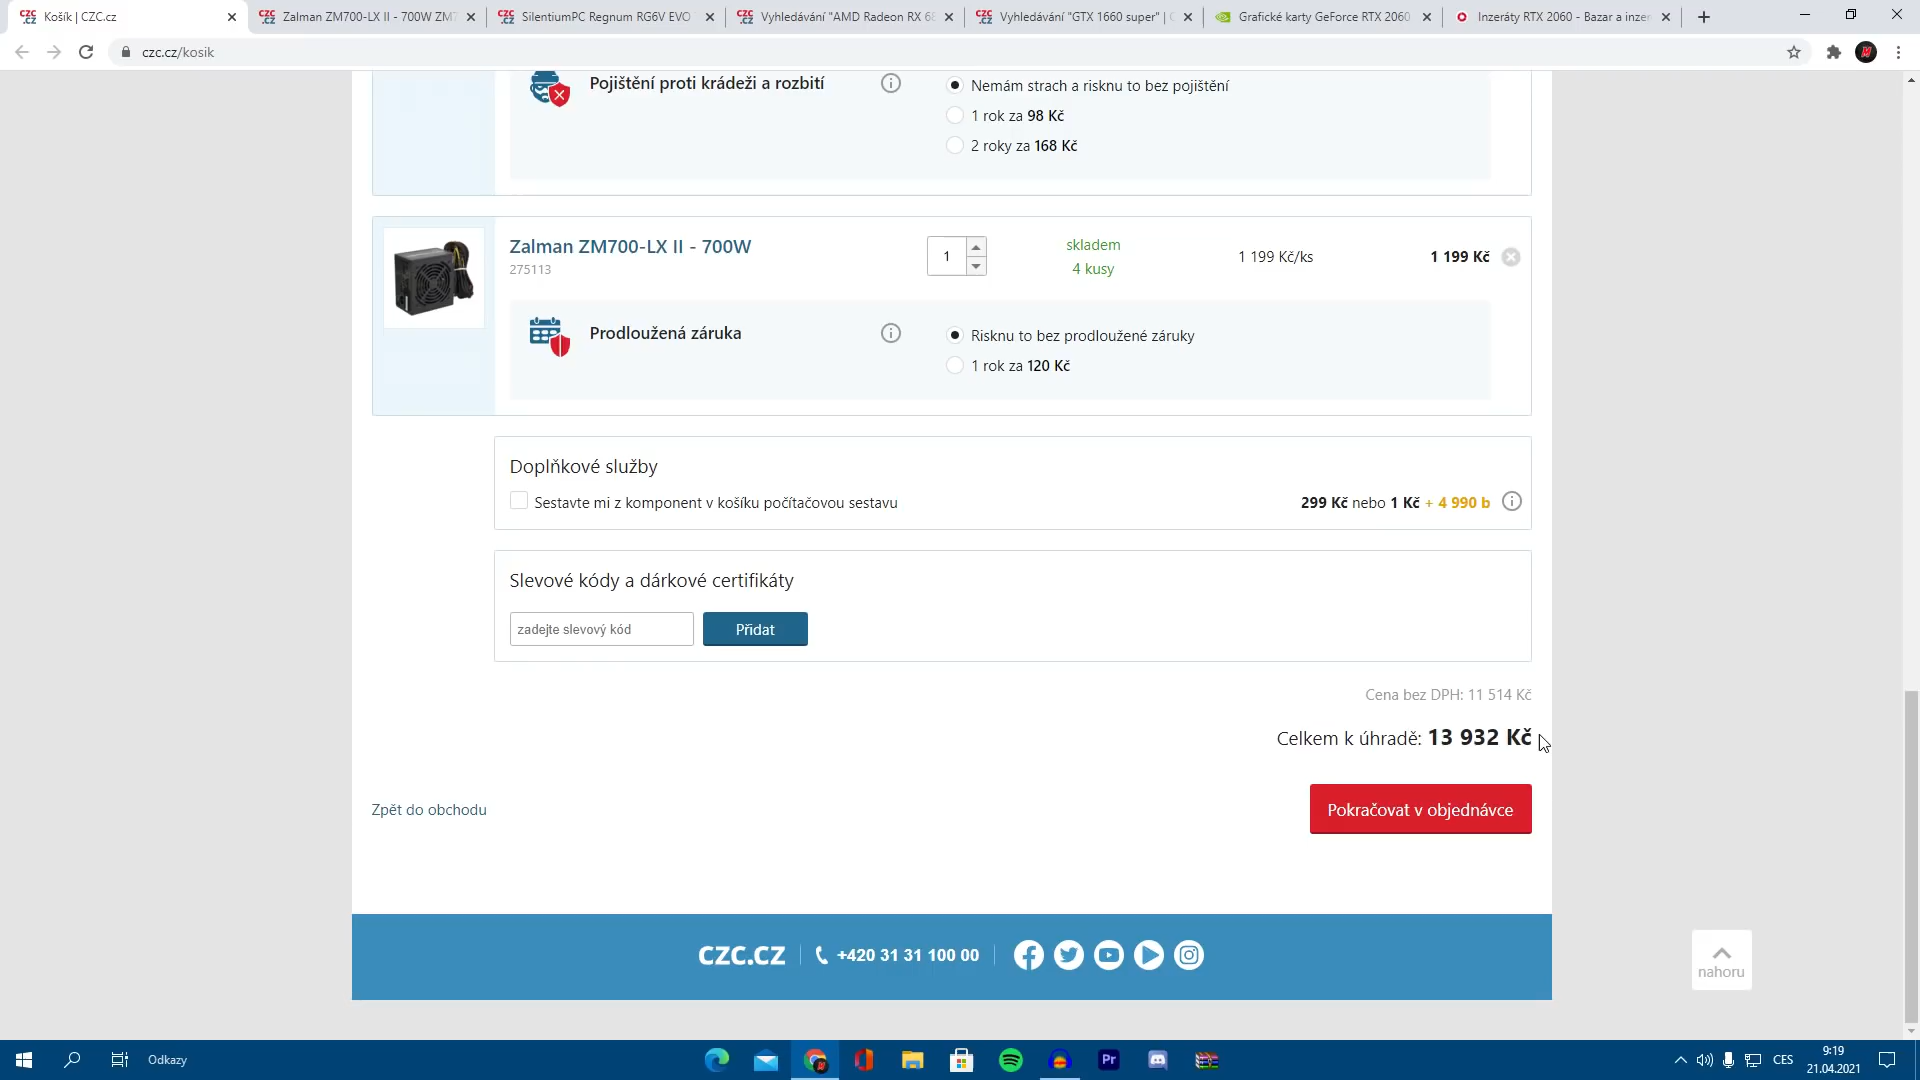 Košík | CZC.cz
Zalman ZM700-LX II - 700W ZM7
SilentiumPC Regnum RG6V EVO
Vyhledávání "AMD Radeon RX 68
Vyhledávání "GTX 1660 super" |
Grafické karty GeForce RTX 2060
Inzeráty RTX 2060 - Bazar a inzer
czc.cz/kosik
Pojištění proti krádeži a rozbití
Nemám strach a risknu to bez pojištění
1 rok za 98 Kč
2 roky za 168 Kč
Zalman ZM700-LX II - 700W
275113
1
skladem
4 kusy
1 199 Kč/ks
1 199 Kč
Prodloužená záruka
Risknu to bez prodloužené záruky
1 rok za 120 Kč
Doplňkové služby
Sestavte mi z komponent v košíku počítačovou sestavu
299 Kč nebo 1 Kč + 4 990 b
Slevové kódy a dárkové certifikáty
zadejte slevový kód
Přidat
Cena bez DPH: 11 514 Kč
Celkem k úhradě: 13 932 Kč
Zpět do obchodu
Pokračovat v objednávce
CZC.CZ
+420 31 31 100 00
nahoru
Odkazy
Pr
CES
9:19
21.04.2021